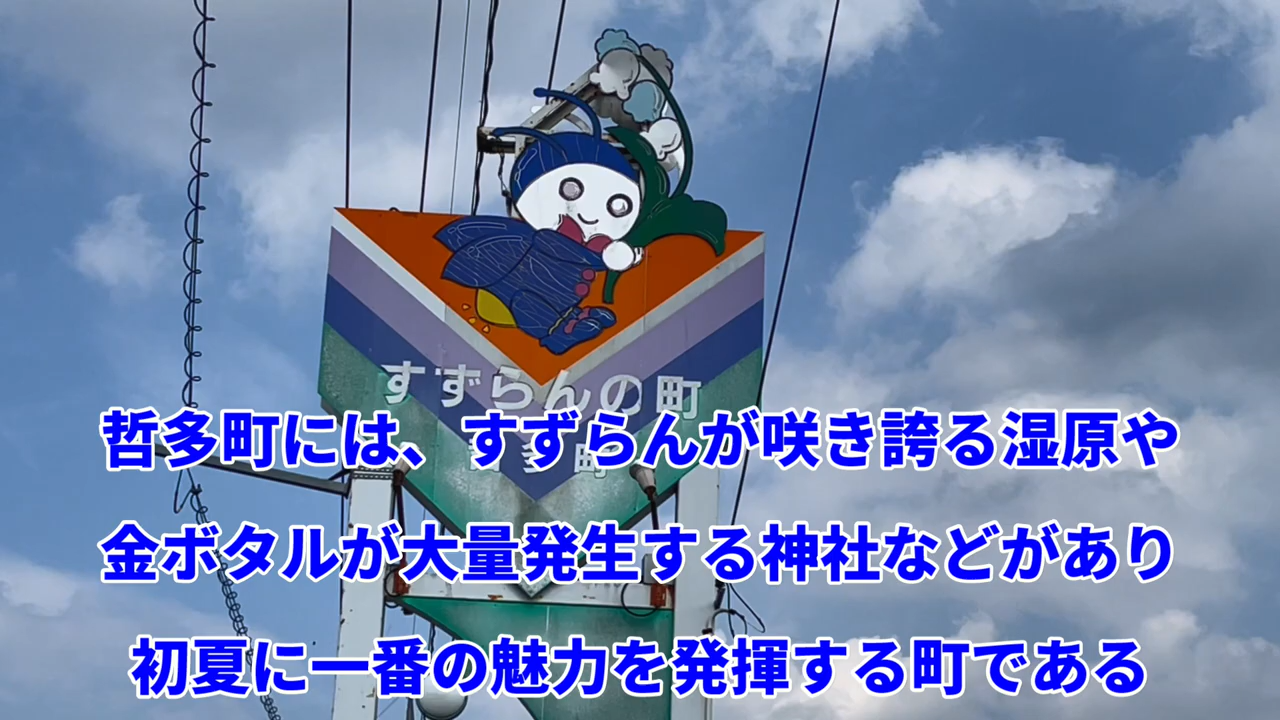 すずらんの町
哲多町
哲多町には、すずらんが咲き誇る湿原や
金ボタルが大量発生する神社などがあり
初夏に一番の魅力を発揮する町である